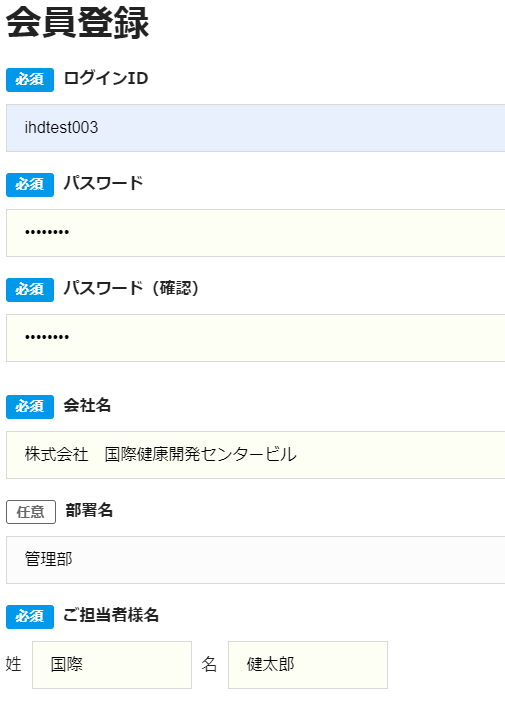 会員登録
必須 ログインID
ihdtest003
必須 パスワード
••••••••
必須 パスワード（確認）
••••••••
必須 会社名
株式会社　国際健康開発センタービル
任意 部署名
管理部
必須 ご担当者様名
姓 国際 名 健太郎